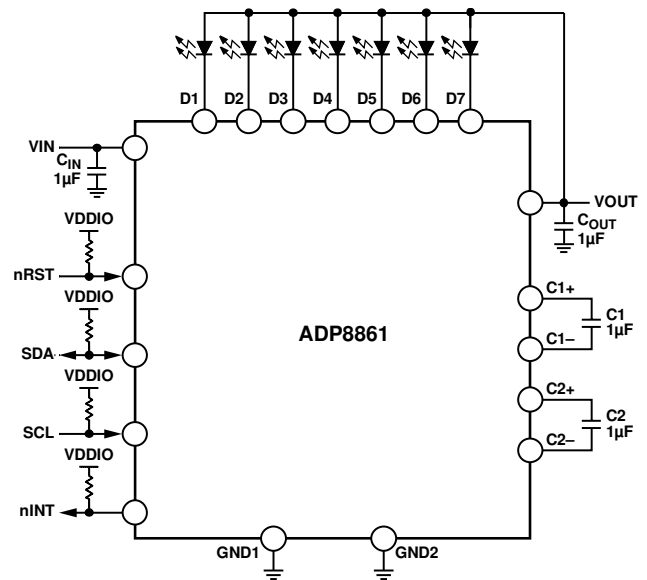 D1 D2 D3 D4 D5 D6 D7
VIN
CIN
1µF
VOUT
COUT
1µF
VDDIO
nRST
VDDIO
SDA
VDDIO
SCL
VDDIO
nINT
ADP8861
C1+
C1
1µF
C1–
C2+
C2
1µF
C2–
GND1
GND2